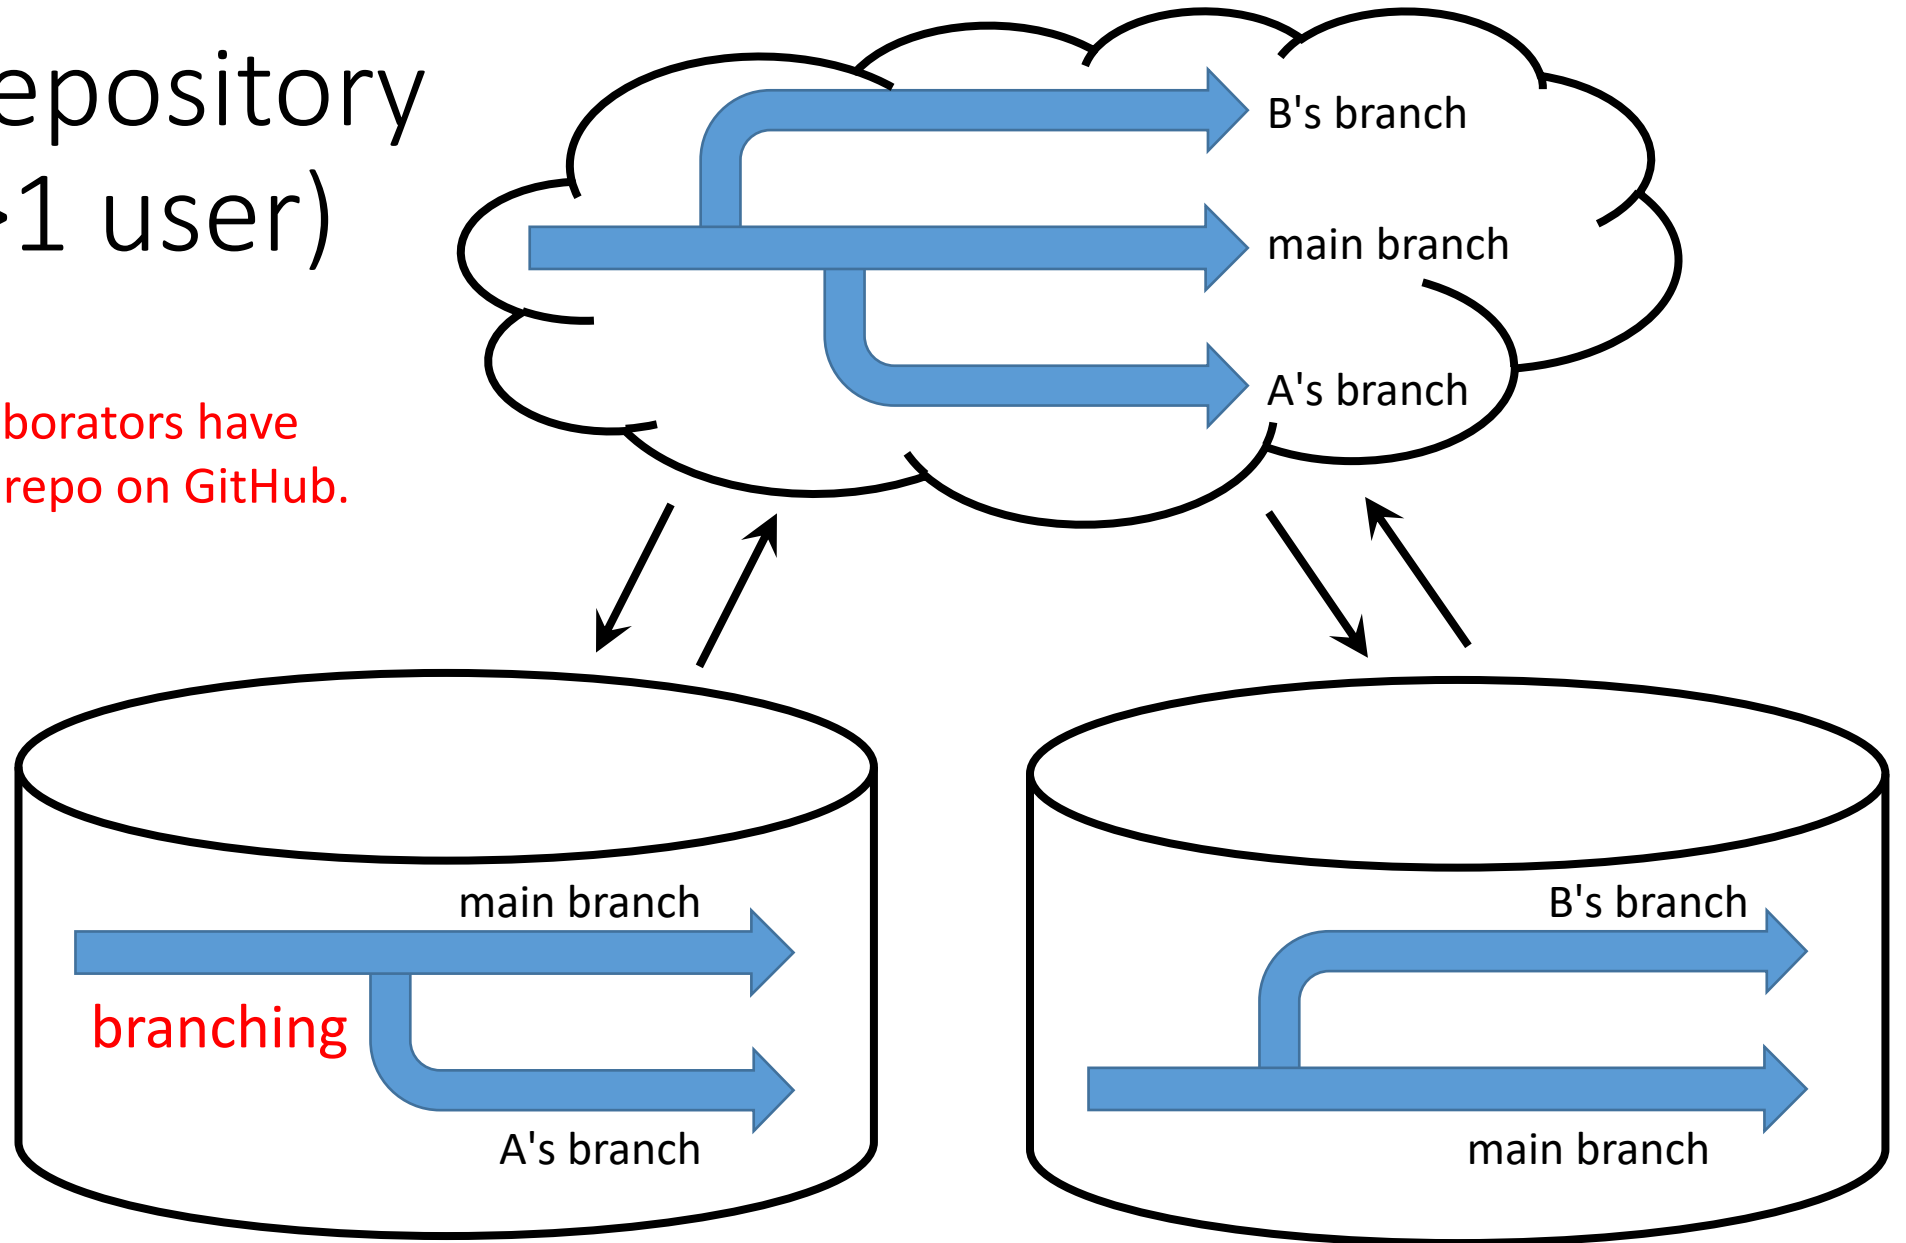 epository
>1 user)
borators have
repo on GitHub.
B's branch
main branch
A's branch
main branch
branching
A's branch
B's branch
main branch